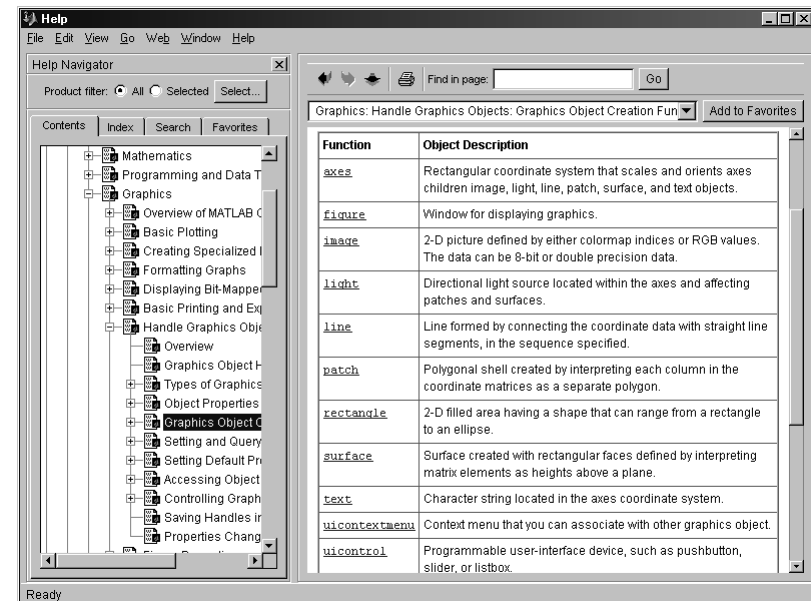 Help
File Edit View Go Web Window Help
Help Navigator
Product filter: All Selected Select...
Contents Index Search Favorites
Mathematics
Programming and Data T
Graphics
Overview of MATLAB
Basic Plotting
Creating Specialized
Formatting Graphs
Displaying Bit-Mapped
Basic Printing and Exp
Handle Graphics Obje
Overview
Graphics Object H
Types of Graphics
Object Properties
Graphics Object C
Setting and Query
Setting Default Pr
Accessing Object
Controlling Graph
Saving Handles in
Properties Chang
Find in page: Go
Graphics: Handle Graphics Objects: Graphics Object Creation Fun Add to Favorites
Function Object Description
axes Rectangular coordinate system that scales and orients axes
children image, light, line, patch, surface, and text objects.
figure Window for displaying graphics.
image 2-D picture defined by either colormap indices or RGB values.
The data can be 8-bit or double precision data.
light Directional light source located within the axes and affecting
patches and surfaces.
line Line formed by connecting the coordinate data with straight line
segments, in the sequence specified.
patch Polygonal shell created by interpreting each column in the
coordinate matrices as a separate polygon.
rectangle 2-D filled area having a shape that can range from a rectangle
to an ellipse.
surface Surface created with rectangular faces defined by interpreting
matrix elements as heights above a plane.
text Character string located in the axes coordinate system.
uicontextmenu Context menu that you can associate with other graphics object.
uicontrol Programmable user-interface device, such as pushbutton,
slider, or listbox.
Ready